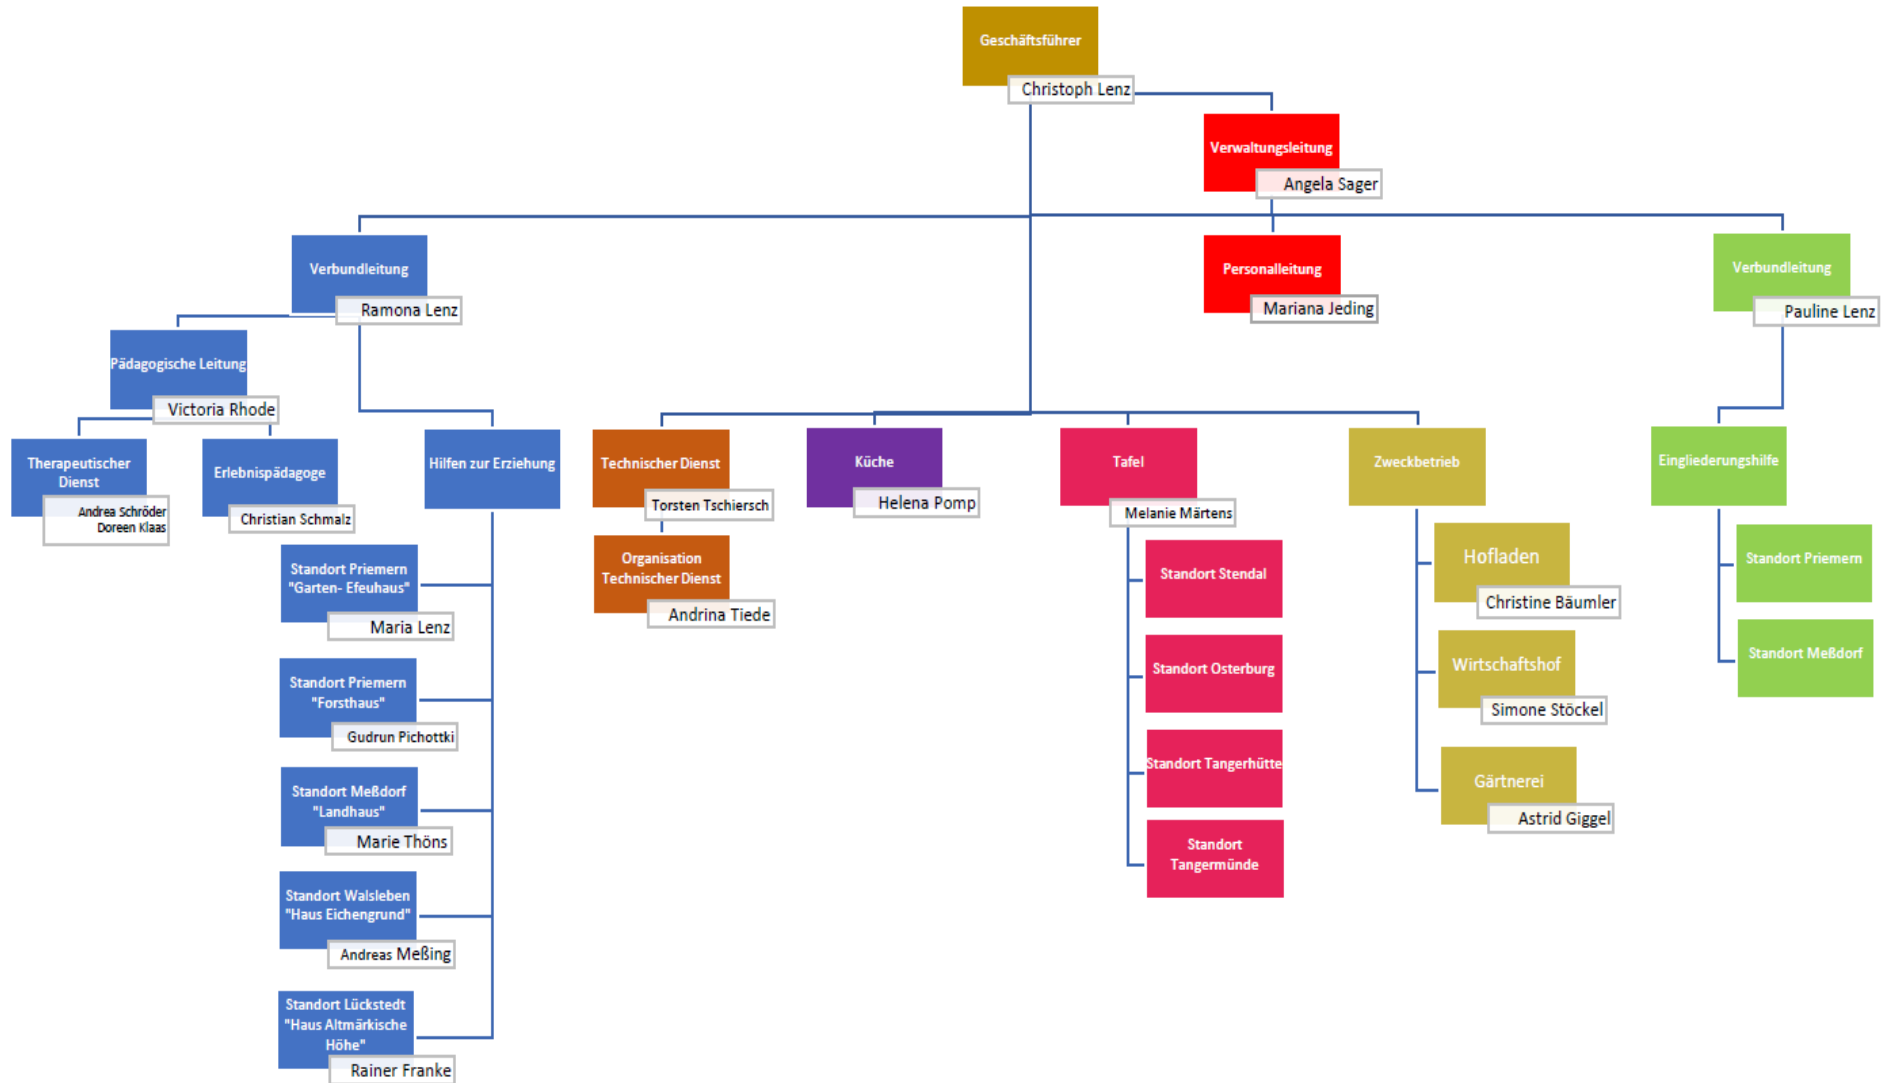 Geschäftsführer
Christoph Lenz
Verwaltungsleitung
Angela Sager
Verbundleitung
Ramona Lenz
Personalleitung
Mariana Jeding
Verbundleitung
Pauline Lenz
Pädagogische Leitung
Victoria Rhode
Therapeutischer
Dienst
Andrea Schröder
Doreen Klaas
Erlebnispädagoge
Christian Schmalz
Hilfen zur Erziehung
Standort Priemern
"Garten- Efeuhaus"
Maria Lenz
Standort Priemern
"Forsthaus"
Gudrun Pichottki
Standort Meßdorf
"Landhaus"
Marie Thöns
Standort Walsleben
"Haus Eichengrund"
Andreas Meßing
Standort Lückstedt
"Haus Altmärkische
Höhe"
Rainer Franke
Technischer Dienst
Torsten Tschiersch
Organisation
Technischer Dienst
Andrina Tiede
Küche
Helena Pomp
Tafel
Melanie Märtens
Standort Stendal
Standort Osterburg
Standort Tangerhütte
Standort
Tangermünde
Zweckbetrieb
Hofladen
Christine Bäumler
Wirtschaftshof
Simone Stöckel
Gärtnerei
Astrid Giggel
Eingliederungshilfe
Standort Priemern
Standort Meßdorf